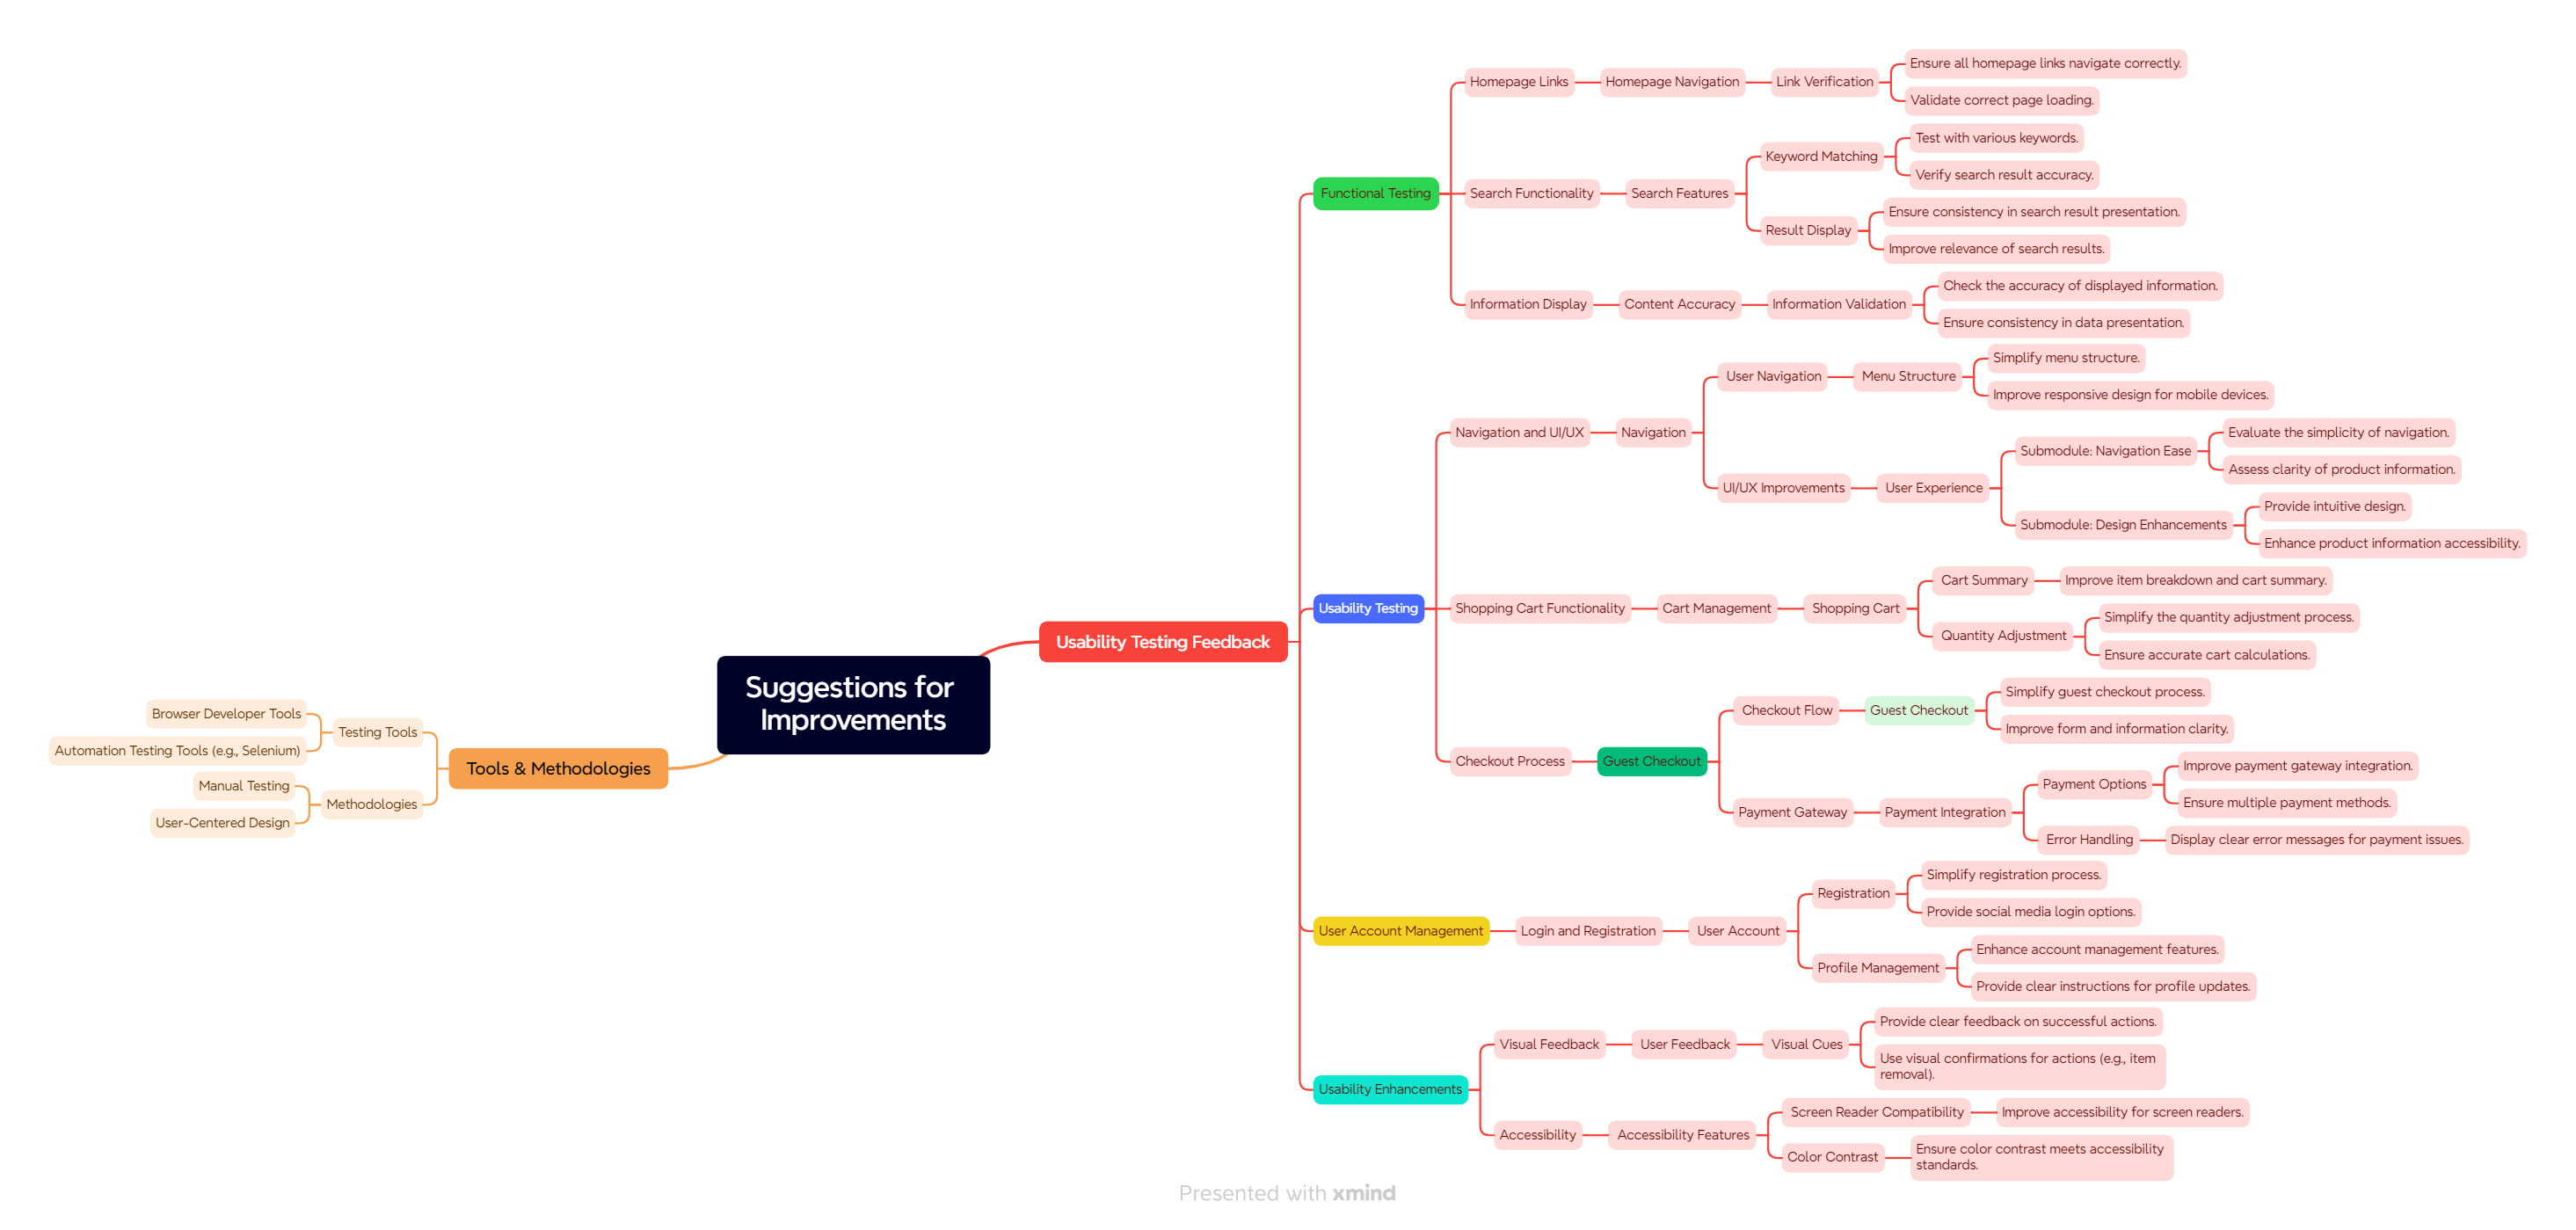 Suggestions for
Improvements
Usability Testing Feedback
Functional Testing
Homepage Links
Homepage Navigation
Link Verification
Ensure all homepage links navigate correctly.
Validate correct page loading.
Search Functionality
Search Features
Keyword Matching
Test with various keywords.
Verify search result accuracy.
Result Display
Ensure consistency in search result presentation.
Improve relevance of search results.
Information Display
Content Accuracy
Information Validation
Check the accuracy of displayed information.
Ensure consistency in data presentation.
Usability Testing
Navigation and UI/UX
Navigation
User Navigation
Menu Structure
Simplify menu structure.
Improve responsive design for mobile devices.
UI/UX Improvements
User Experience
Submodule: Navigation Ease
Evaluate the simplicity of navigation.
Assess clarity of product information.
Submodule: Design Enhancements
Provide intuitive design.
Enhance product information accessibility.
Shopping Cart Functionality
Cart Management
Shopping Cart
Cart Summary
Improve item breakdown and cart summary.
Quantity Adjustment
Simplify the quantity adjustment process.
Ensure accurate cart calculations.
Checkout Process
Guest Checkout
Checkout Flow
Guest Checkout
Simplify guest checkout process.
Improve form and information clarity.
Payment Gateway
Payment Integration
Payment Options
Improve payment gateway integration.
Ensure multiple payment methods.
Error Handling
Display clear error messages for payment issues.
User Account Management
Login and Registration
User Account
Registration
Simplify registration process.
Provide social media login options.
Profile Management
Enhance account management features.
Provide clear instructions for profile updates.
Usability Enhancements
Visual Feedback
User Feedback
Visual Cues
Provide clear feedback on successful actions.
Use visual confirmations for actions (e.g., item
removal).
Accessibility
Accessibility Features
Screen Reader Compatibility
Improve accessibility for screen readers.
Color Contrast
Ensure color contrast meets accessibility
standards.
Tools & Methodologies
Testing Tools
Browser Developer Tools
Automation Testing Tools (e.g., Selenium)
Methodologies
Manual Testing
User-Centered Design
Presented with xmind